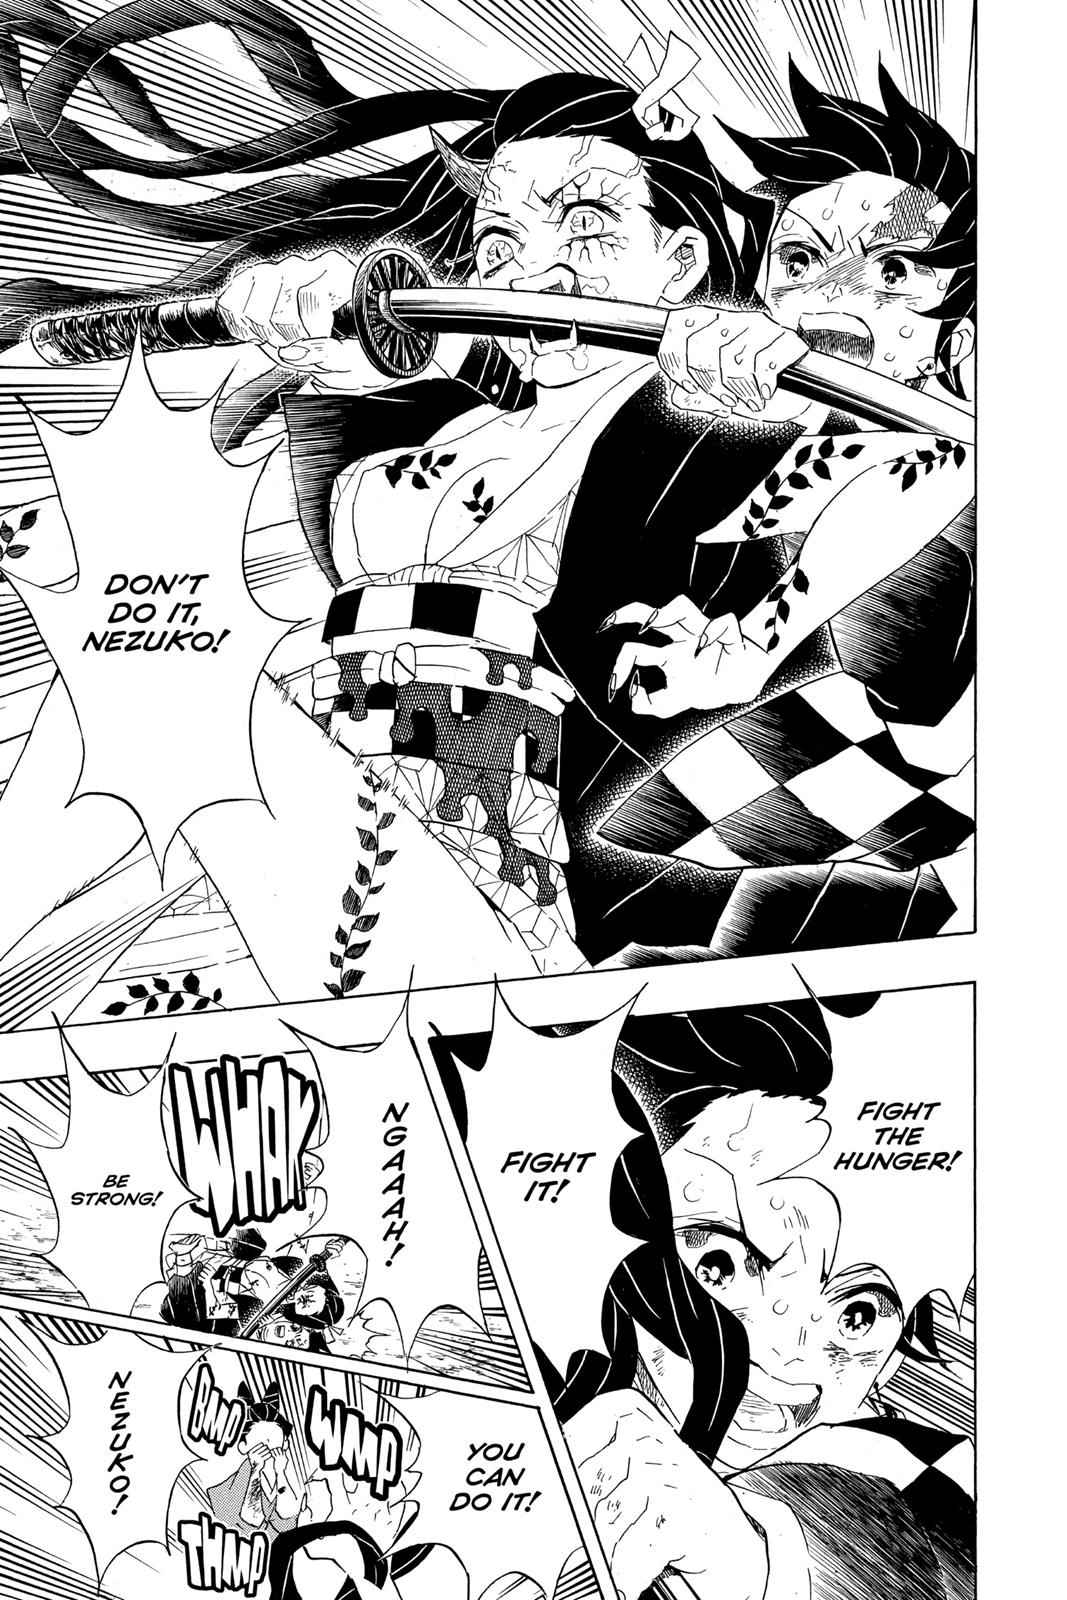 DON'T
DO IT,
NEZUKO!
FIGHT
THE
HUNGER!
FIGHT
IT!
NGAAAH!
WHAK
BE
STRONG!
YOU
CAN
DO IT!
WMP
BMP
THMP
NEZUKO!